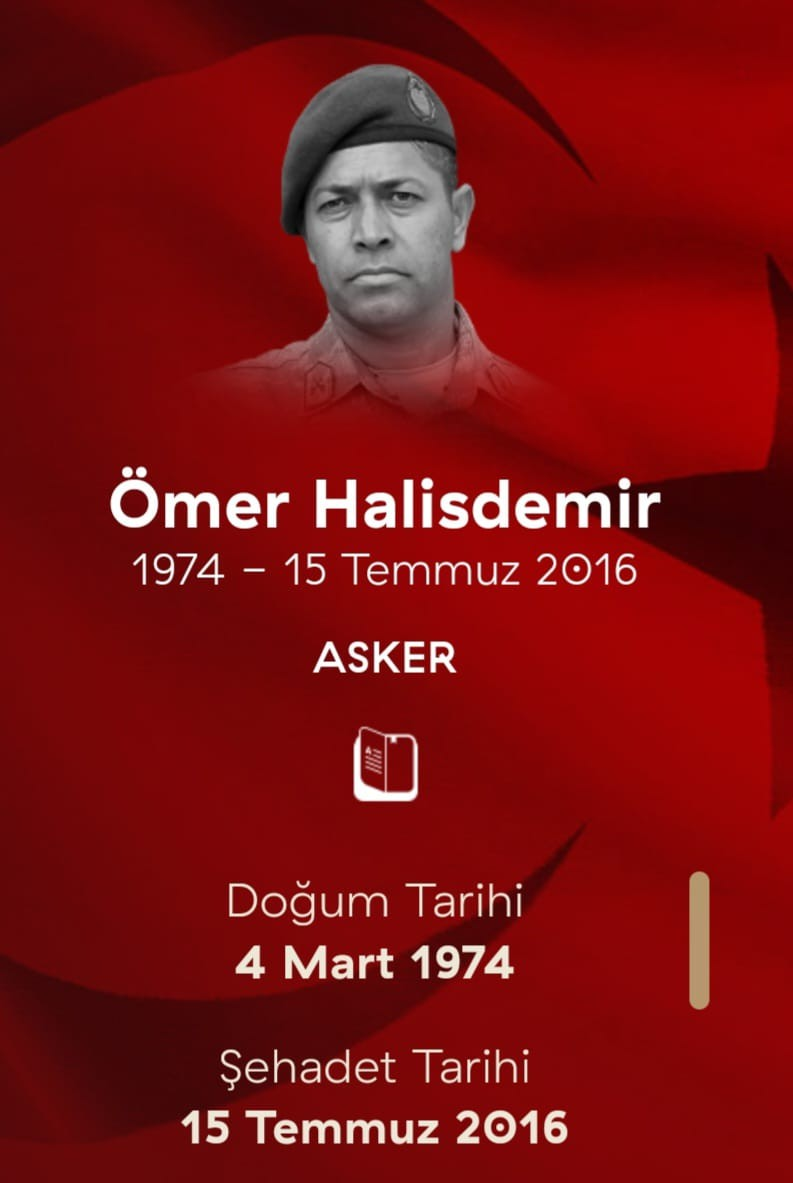 Ömer Halisdemir
1974 – 15 Temmuz 2016
ASKER
Doğum Tarihi
4 Mart 1974
Şehadet Tarihi
15 Temmuz 2016